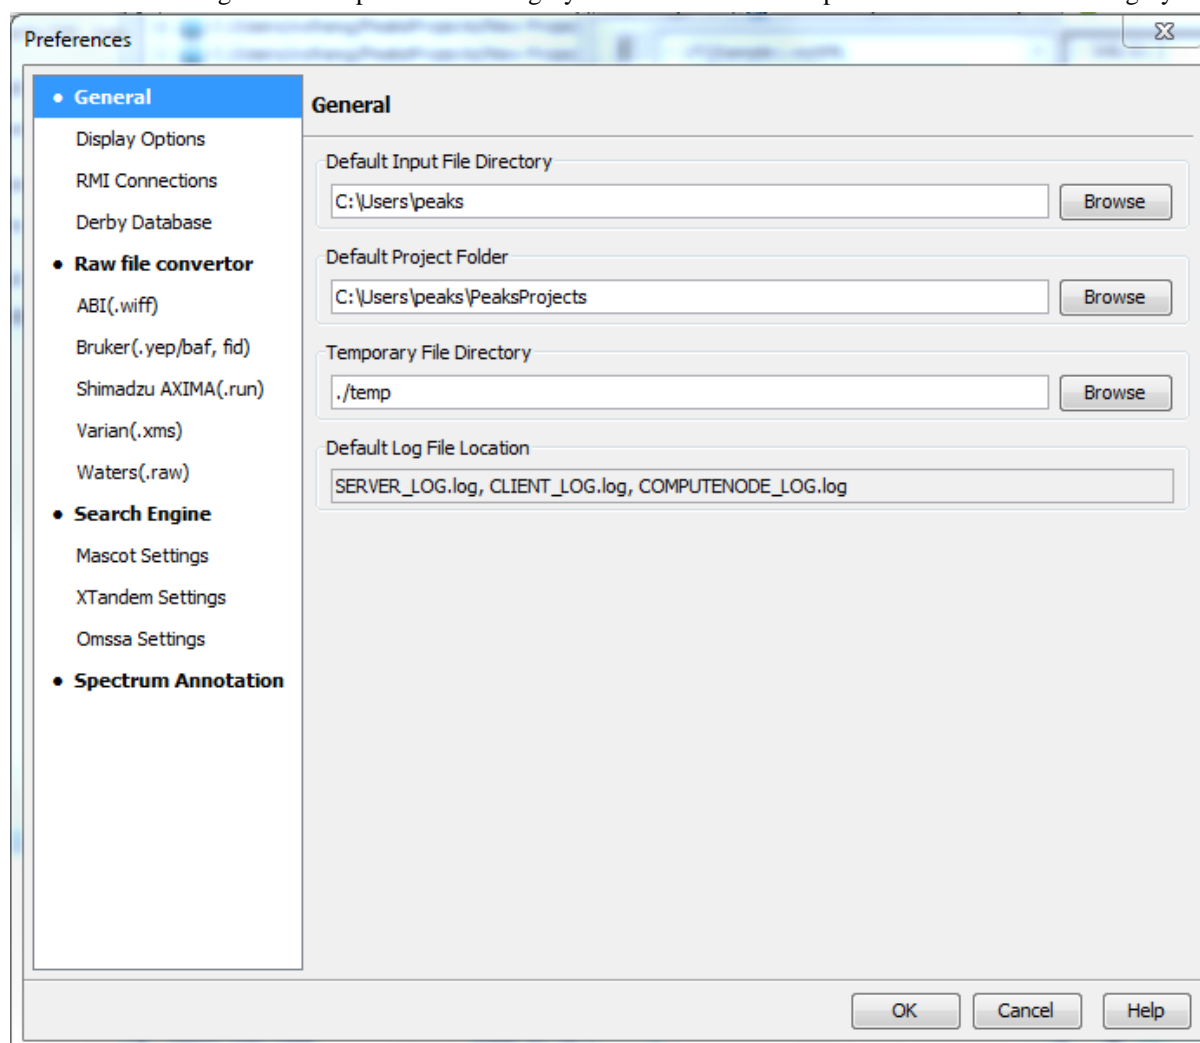 Preferences
• General
Display Options
RMI Connections
Derby Database
• Raw file convertor
ABI(.wiff)
Bruker(.yep/baf, fid)
Shimadzu AXIMA(.run)
Varian(.xms)
Waters(.raw)
• Search Engine
Mascot Settings
XTandem Settings
Omssa Settings
• Spectrum Annotation
General
Default Input File Directory
C:\Users\peaks
Browse
Default Project Folder
C:\Users\peaks\PeaksProjects
Browse
Temporary File Directory
./temp
Browse
Default Log File Location
SERVER_LOG.log, CLIENT_LOG.log, COMPUTENODE_LOG.log
OK
Cancel
Help